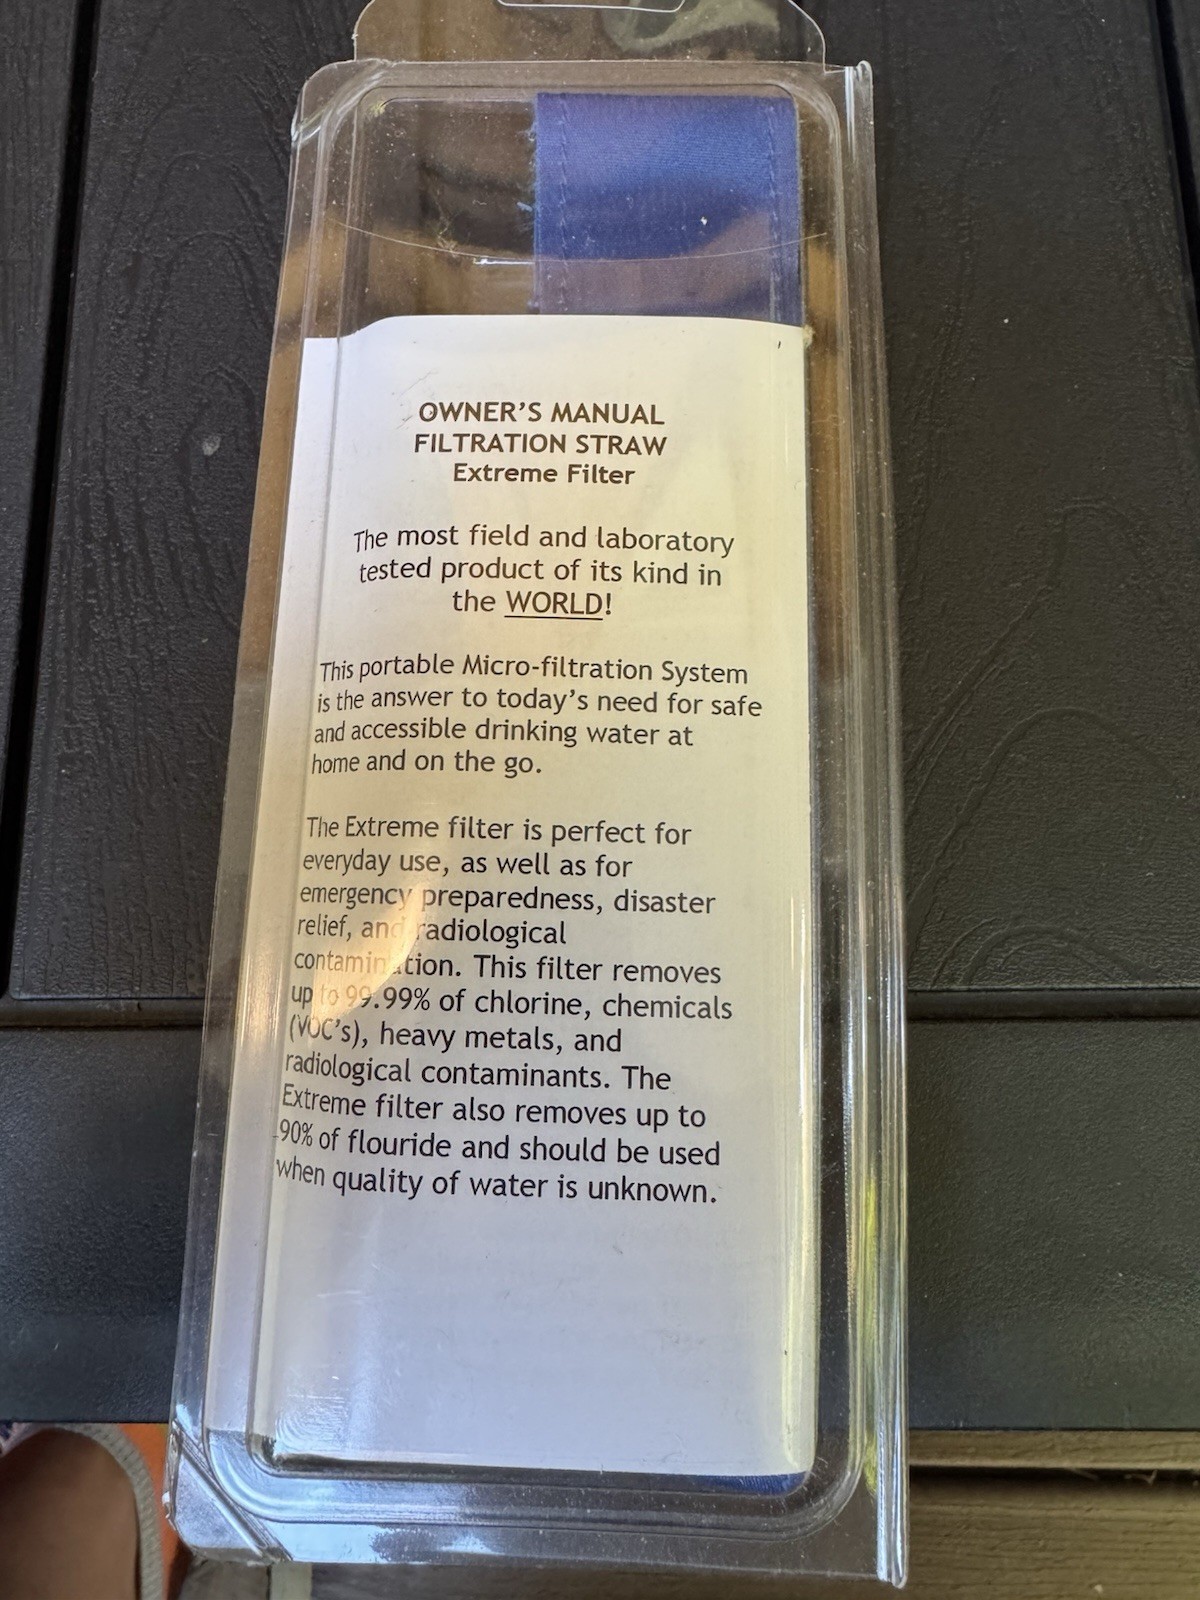 OWNER'S MANUAL
FILTRATION STRAW
Extreme Filter
The most field and laboratory
tested product of its kind in
the WORLD!
This portable Micro-filtration System
is the answer to today's need for safe
and accessible drinking water at
home and on the go.
The Extreme filter is perfect for
everyday use, as well as for
emergency preparedness, disaster
relief, and radiological
contamination. This filter removes
up to 99.99% of chlorine, chemicals
(VOC's), heavy metals, and
radiological contaminants. The
Extreme filter also removes up to
90% of flouride and should be used
when quality of water is unknown.